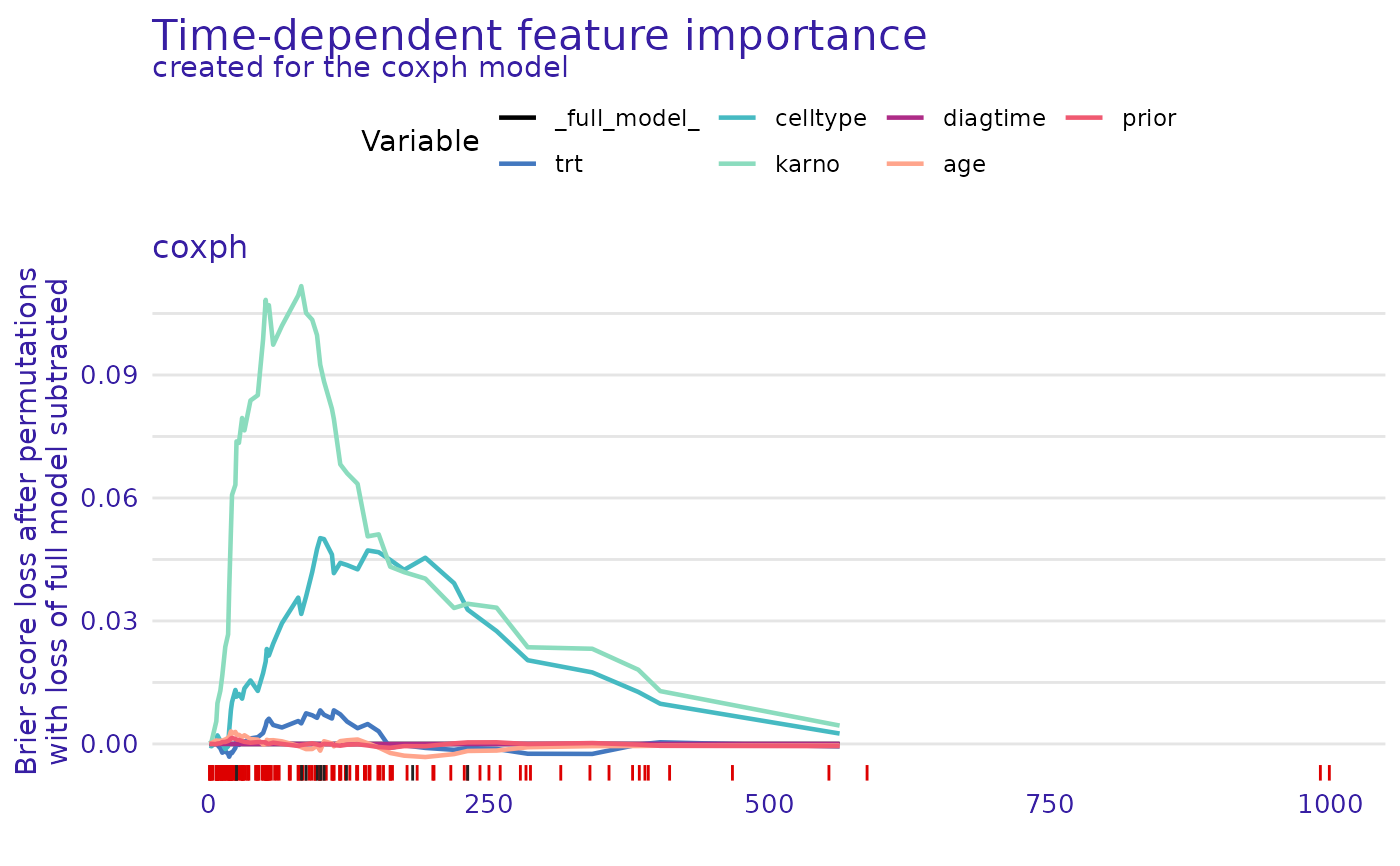 Time-dependent feature importance
created for the coxph model
Variable
_full_model_ celltype diagtime prior
trt karno age
coxph
Brier score loss after permutations
with loss of full model subtracted
0.09
0.06
0.03
0.00
0 250 500 750 1000